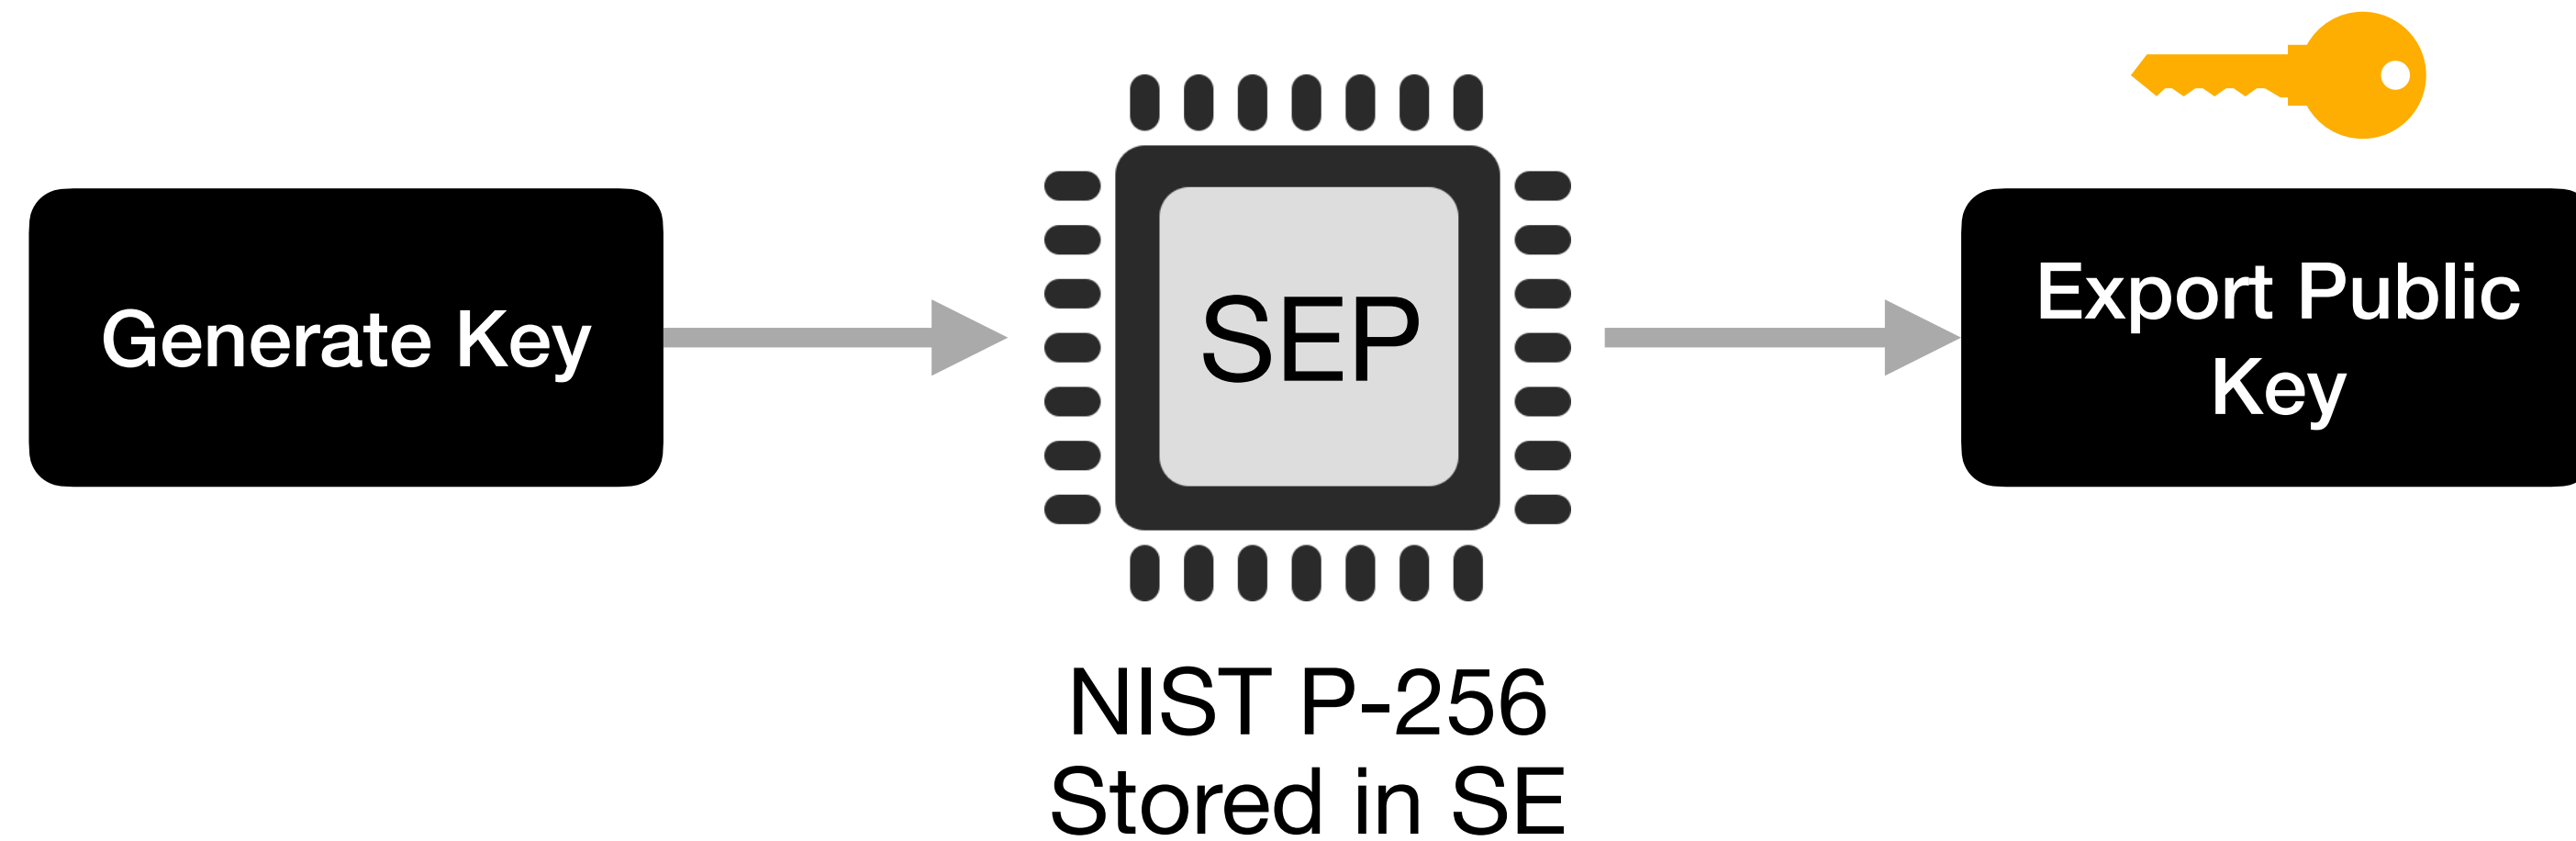 Generate Key
SEP
Export Public
Key
NIST P-256
Stored in SE